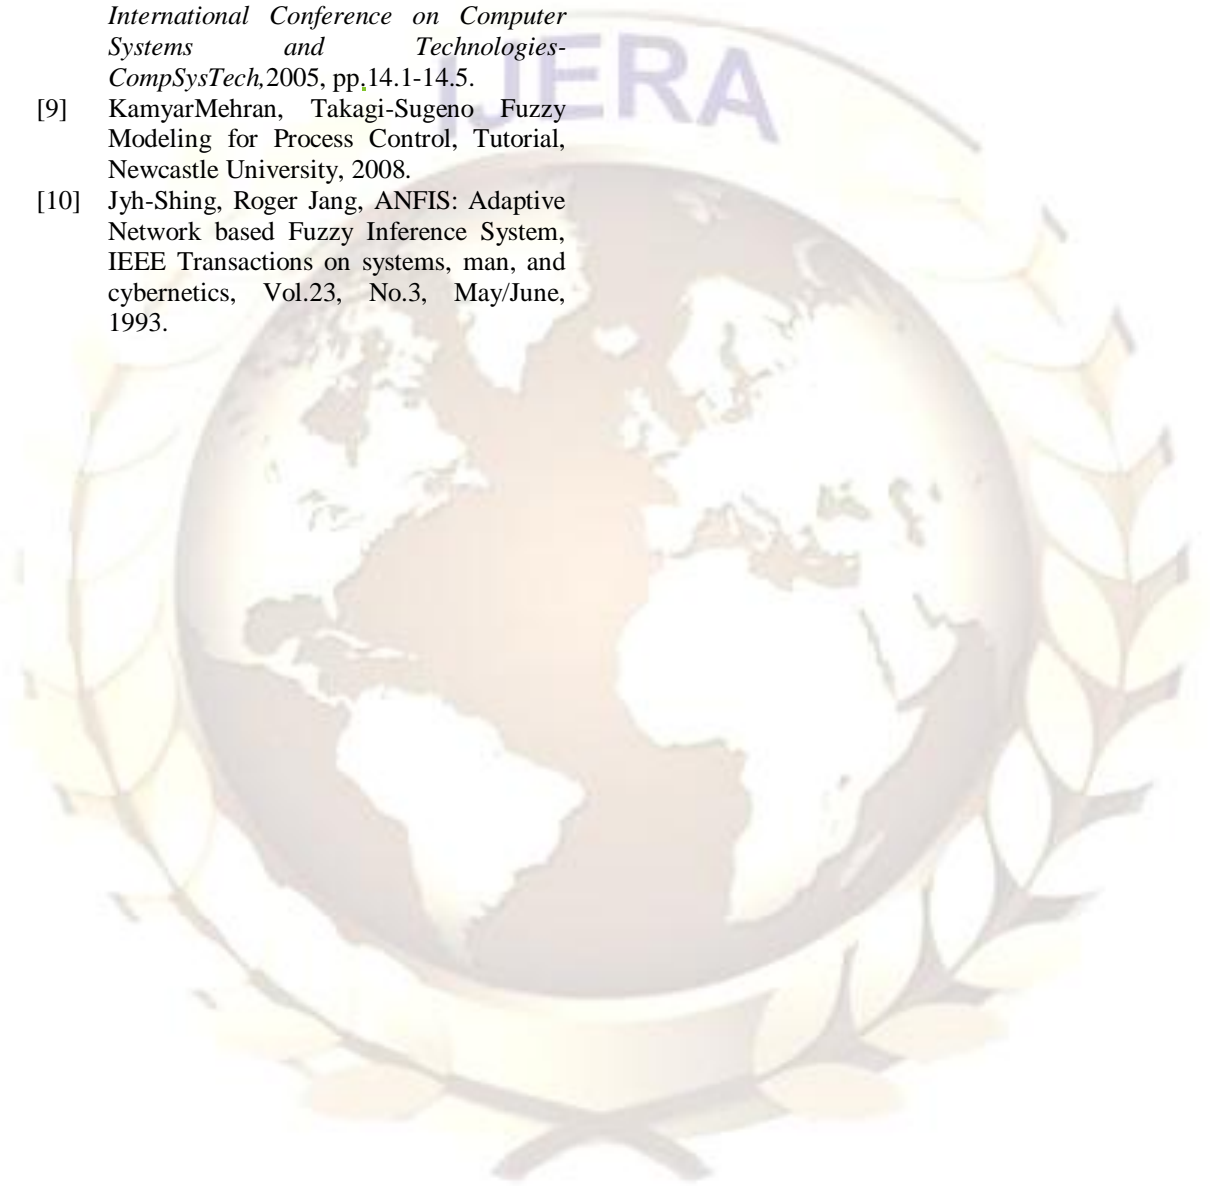 IJERA
International Conference on Computer
Systems and Technologies-
CompSysTech,2005, pp.14.1-14.5.
[9] KamyarMehran, Takagi-Sugeno Fuzzy
Modeling for Process Control, Tutorial,
Newcastle University, 2008.
[10] Jyh-Shing, Roger Jang, ANFIS: Adaptive
Network based Fuzzy Inference System,
IEEE Transactions on systems, man, and
cybernetics, Vol.23, No.3, May/June,
1993.